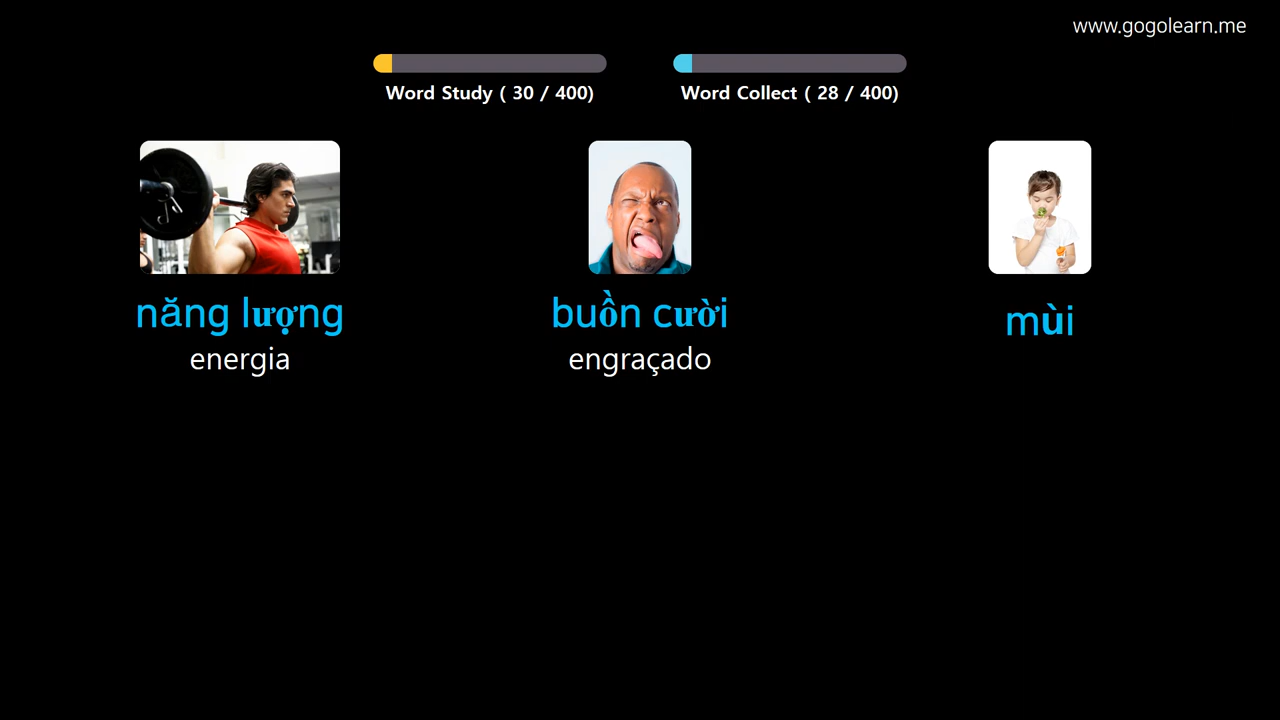 www.gogolearn.me
Word Study ( 30 / 400)
Word Collect ( 28 / 400)
năng lượng
energia
buồn cười
engraçado
mùi